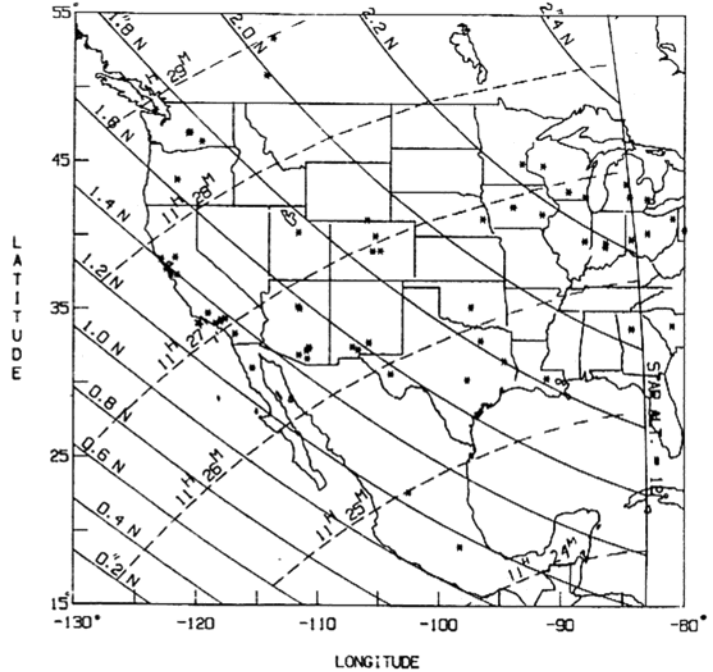 55°
1.8 N
2.0 N
2.2 N
2".4 N
11H 29M
1.6 N
45
11H 28M
1.4 N
1.2 N
LATITUDE
35
11H 27M
1.0 N
0.8 N
STAR ALT. 12°
25
0.6 N
11H 26M
11H 25M
0.4 N
11H 24M
0".2 N
15°
-130°
-120
-110
-100
-90
-80°
LONGITUDE